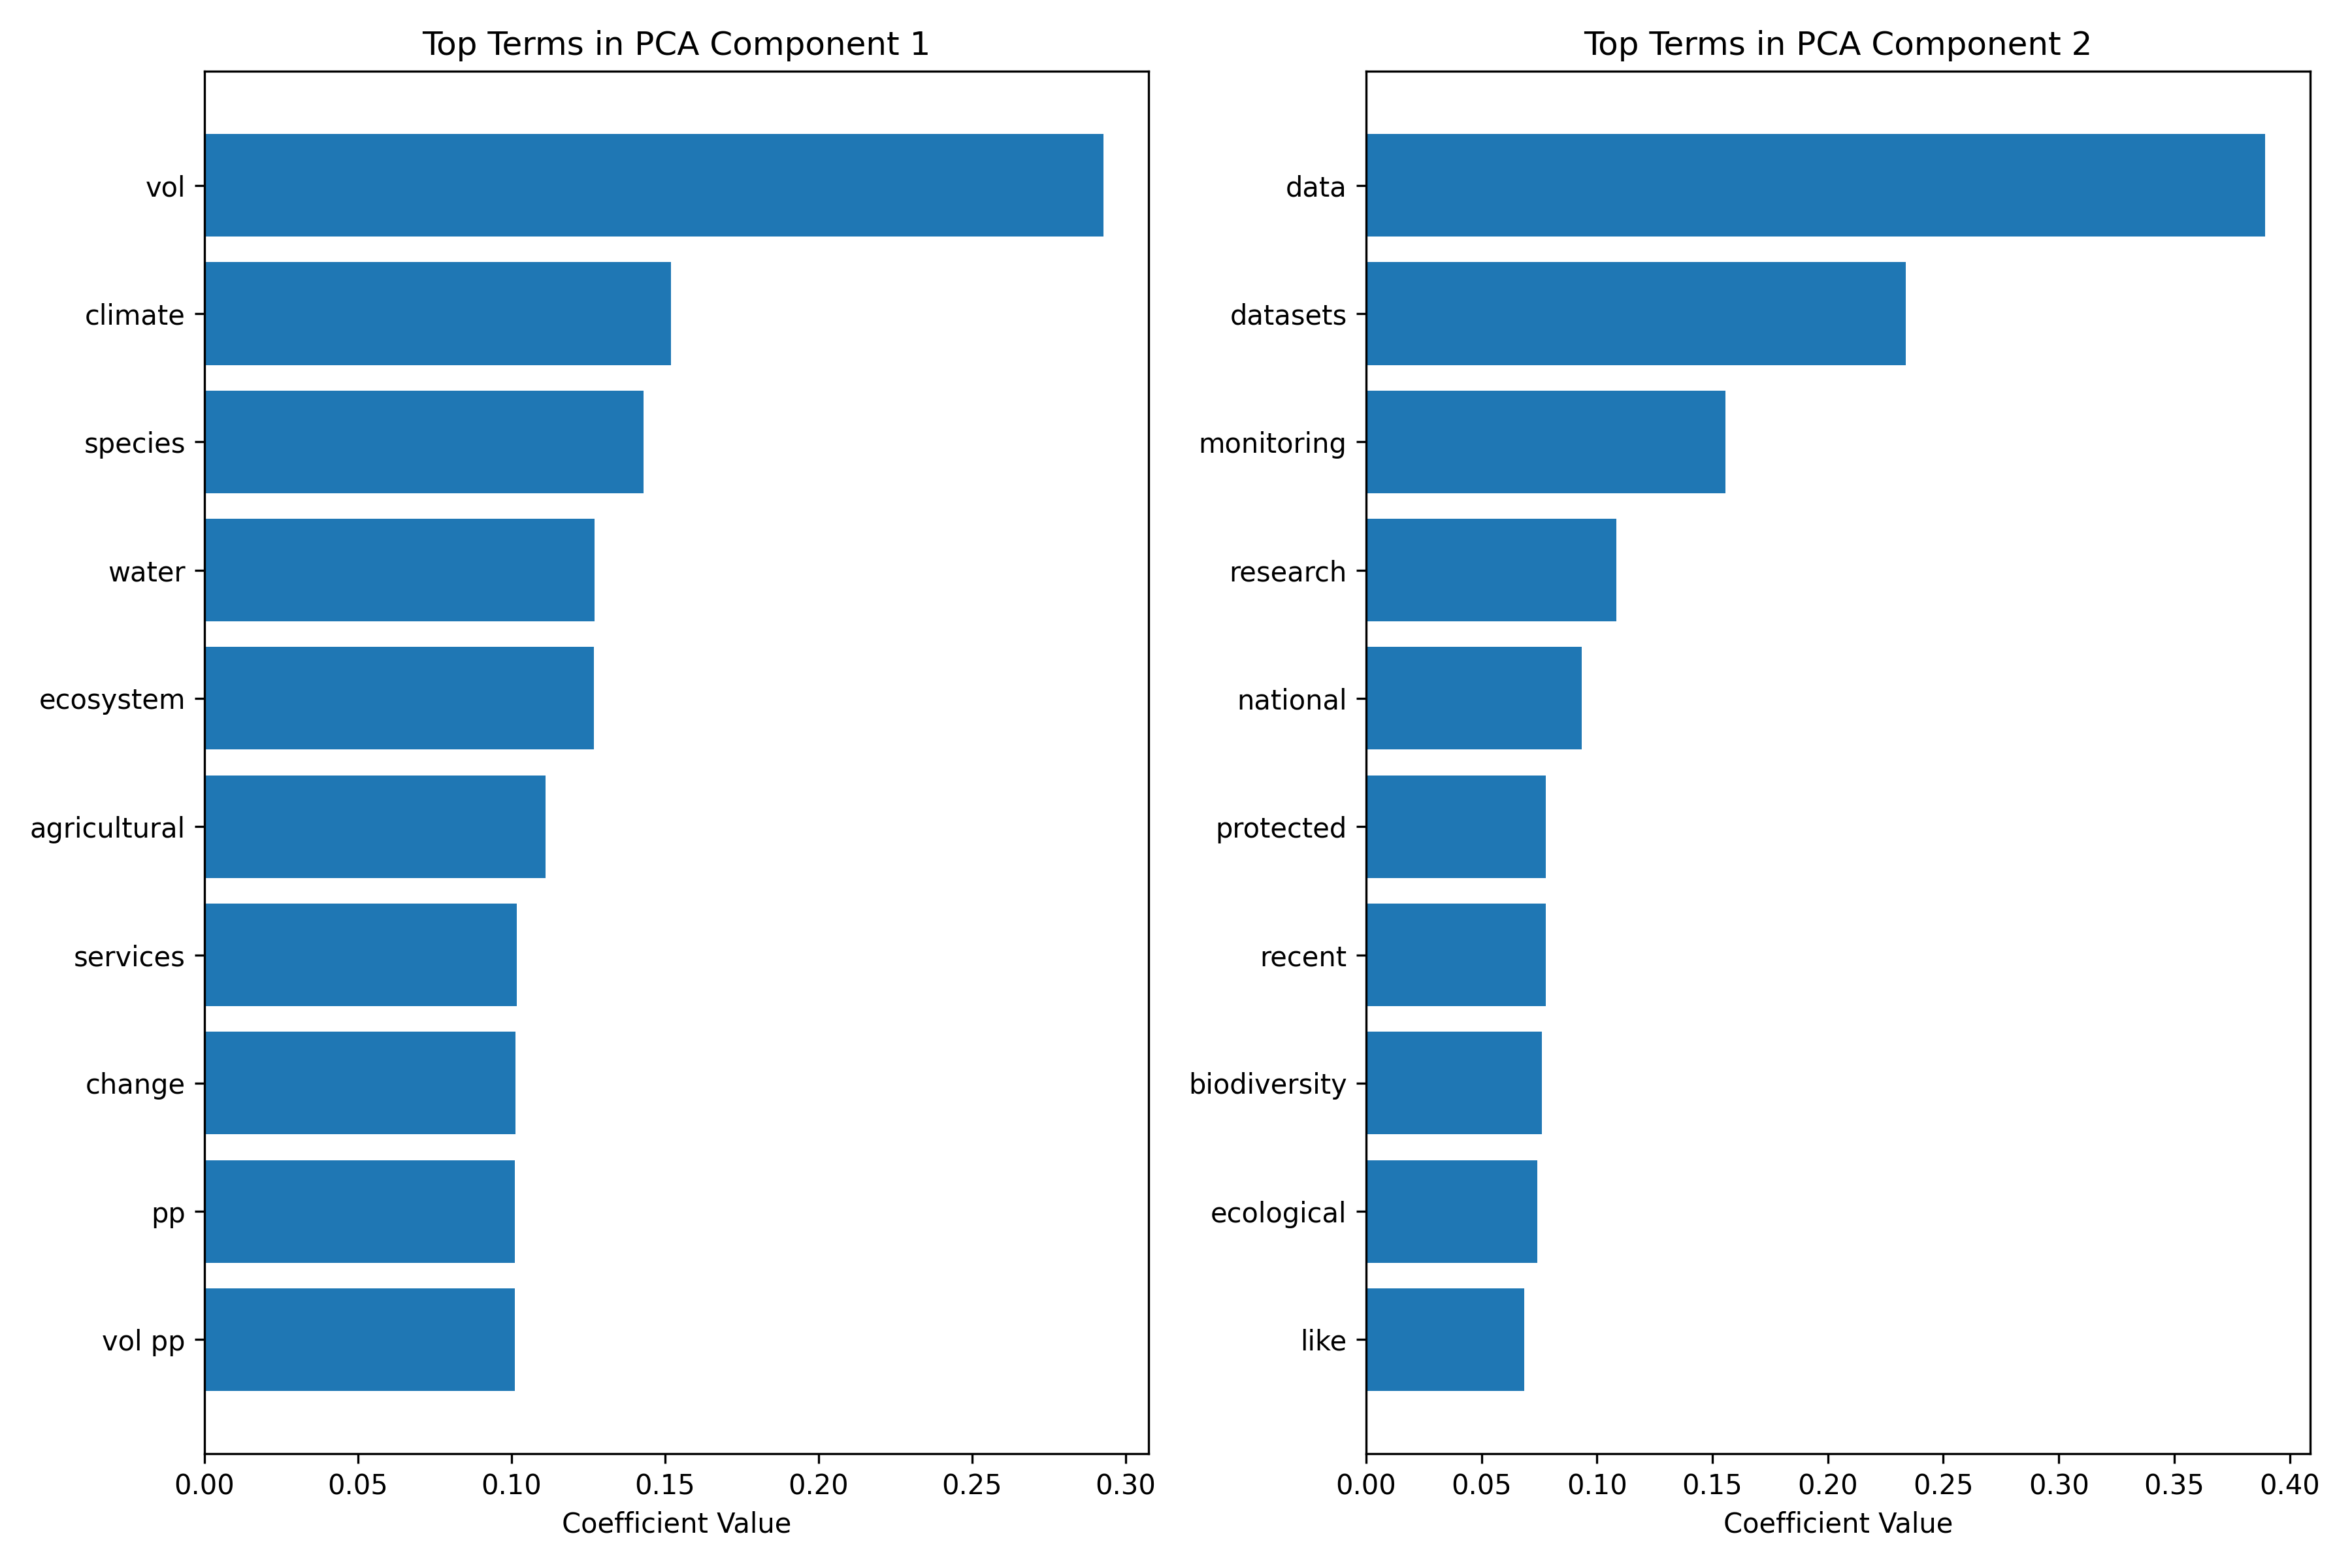 Top Terms in PCA Component 1
vol
climate
species
water
ecosystem
agricultural
services
change
pp
vol pp
0.00 0.05 0.10 0.15 0.20 0.25 0.30
Coefficient Value
Top Terms in PCA Component 2
data
datasets
monitoring
research
national
protected
recent
biodiversity
ecological
like
0.00 0.05 0.10 0.15 0.20 0.25 0.30 0.35 0.40
Coefficient Value